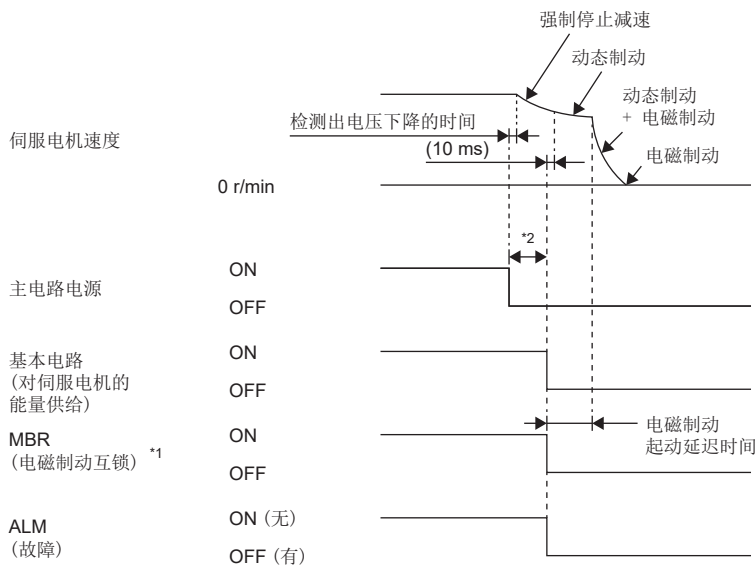 强制停止减速
动态制动
动态制动
+ 电磁制动
电磁制动
检测出电压下降的时间
(10 ms)
伺服电机速度
0 r/min
*2
主电路电源
ON
OFF
基本电路
(对伺服电机的
能量供给)
ON
OFF
电磁制动
起动延迟时间
MBR
(电磁制动互锁) *1
ON
OFF
ALM
(故障)
ON (无)
OFF (有)